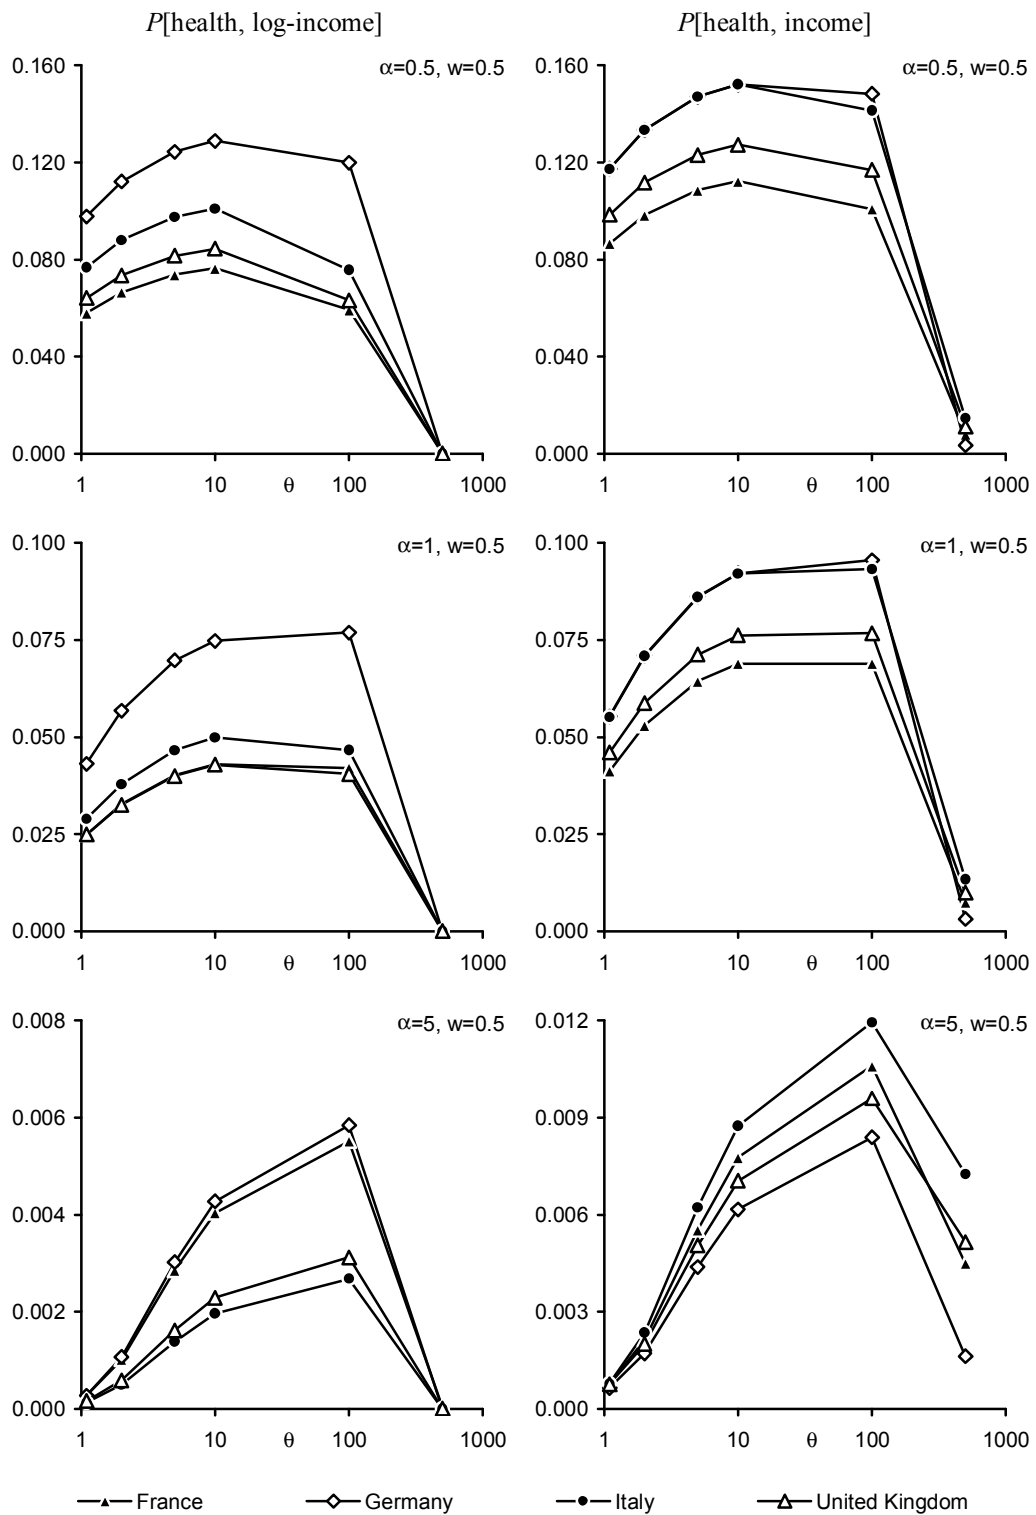 P[health, log-income]
P[health, income]
0.160
0.120
0.080
0.040
0.000
α=0.5, w=0.5
1 10 θ 100 1000
0.160
0.120
0.080
0.040
0.000
α=0.5, w=0.5
1 10 θ 100 1000
0.100
0.075
0.050
0.025
0.000
α=1, w=0.5
1 10 θ 100 1000
0.100
0.075
0.050
0.025
0.000
α=1, w=0.5
1 10 θ 100 1000
0.008
0.006
0.004
0.002
0.000
α=5, w=0.5
1 10 θ 100 1000
0.012
0.009
0.006
0.003
0.000
α=5, w=0.5
1 10 θ 100 1000
France Germany Italy United Kingdom